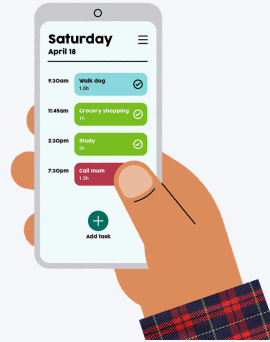 Saturday
April 18
9:30am
Walk dog
1.5h
11:45am
Grocery shopping
1h
2:30pm
Study
3h
7:30pm
Call mum
1.5h
Add task